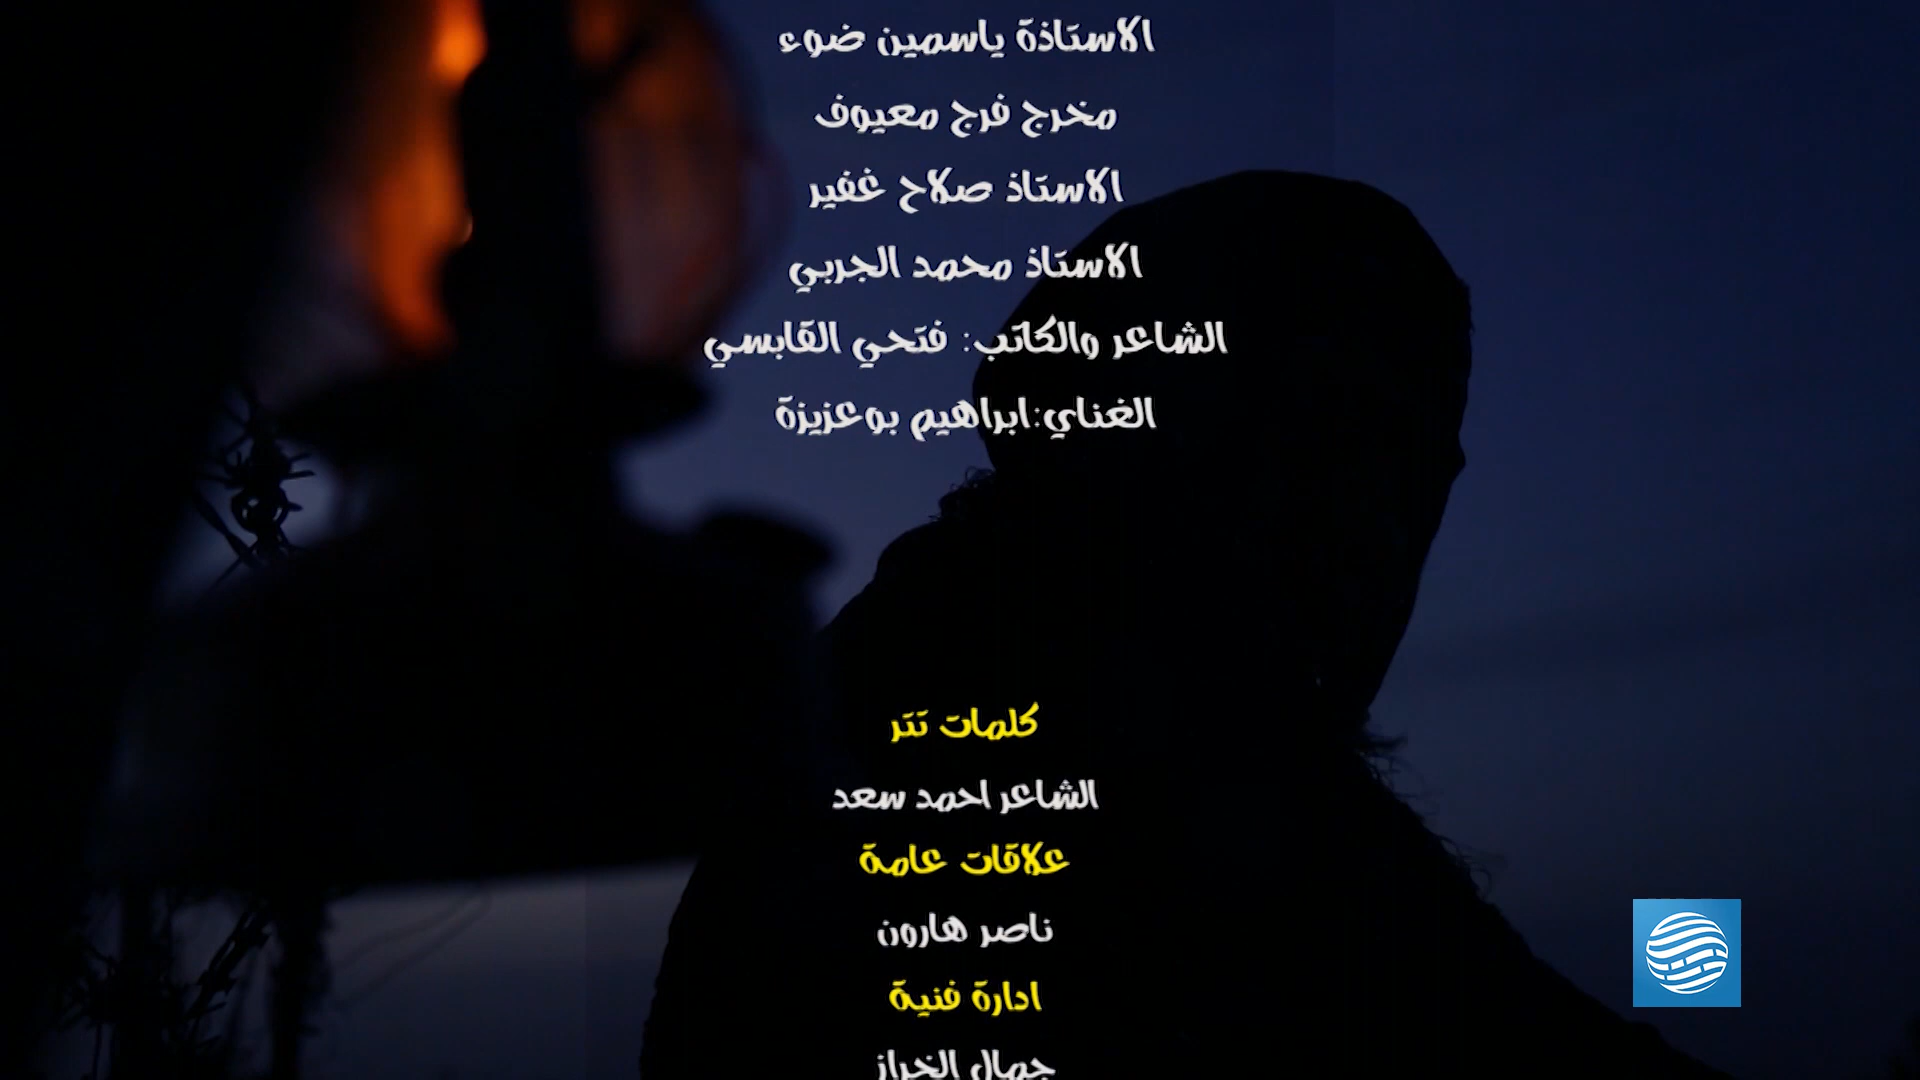 الاستاذة ياسمين ضوء
مخرج فرج معيوف
الاستاذ صلاح غفير
الاستاذ محمد الجربي
الشاعر والكاتب: فتحي القابسي
الغناي:ابراهيم بوعزيزة
كلمات تتر
الشاعر احمد سعد
علاقات عامة
ناصر هارون
ادارة فنية
جمال الخراز